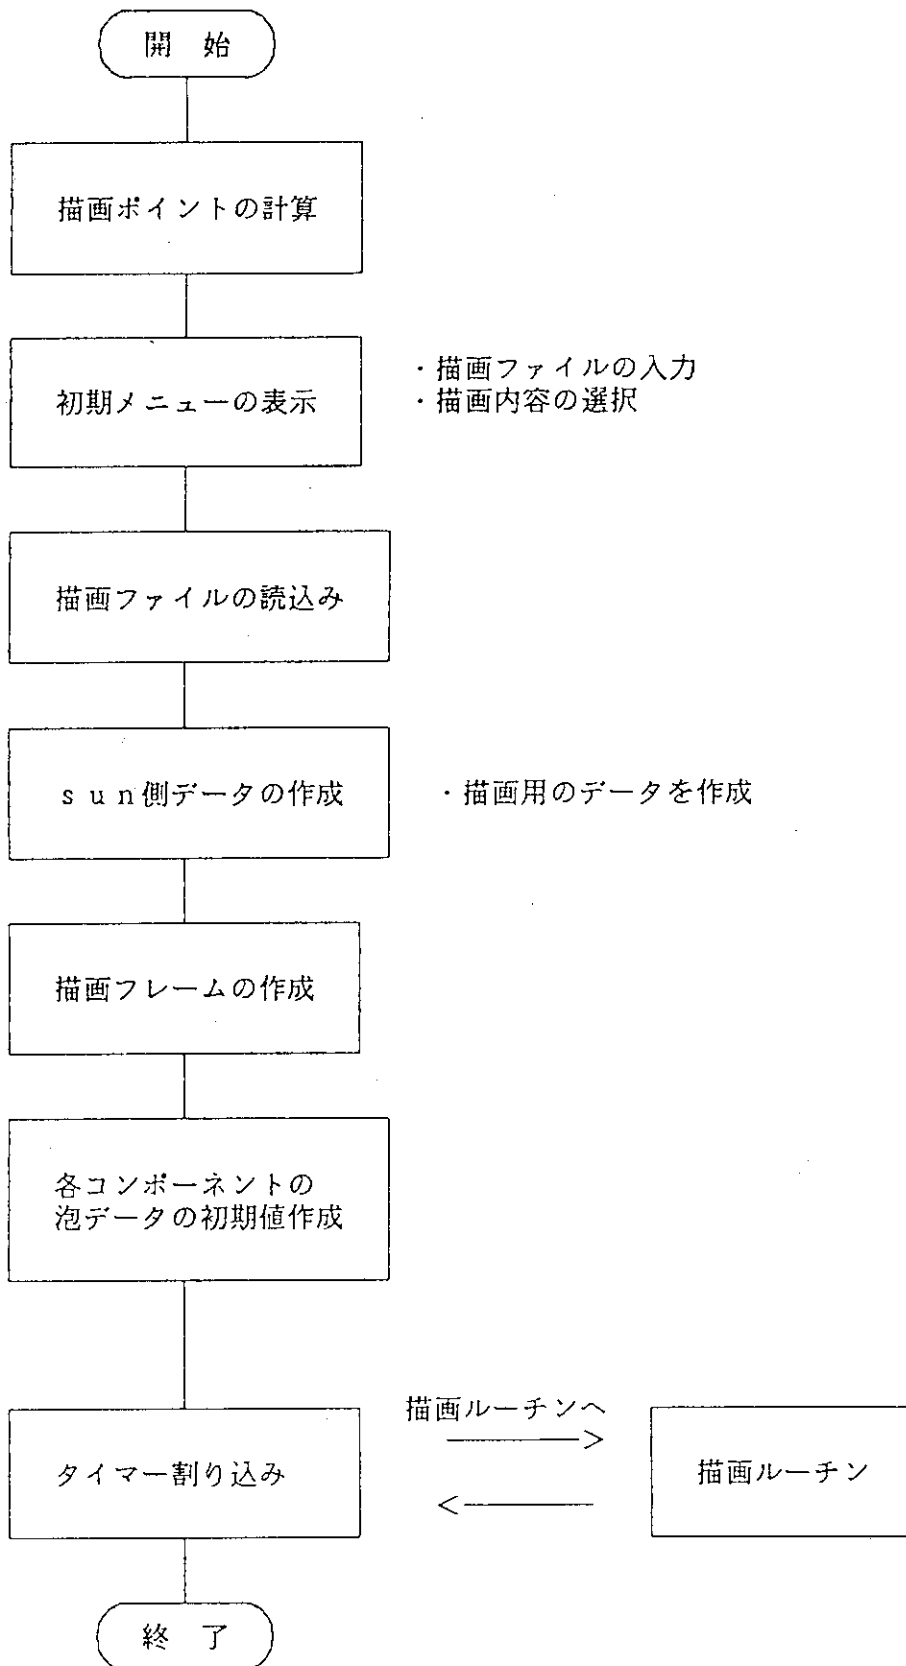 開 始
描画ポイントの計算
初期メニューの表示
・描画ファイルの入力
・描画内容の選択
描画ファイルの読込み
ｓｕｎ側データの作成
・描画用のデータを作成
描画フレームの作成
各コンポーネントの
泡データの初期値作成
描画ルーチンへ
タイマー割り込み
描画ルーチン
終 了